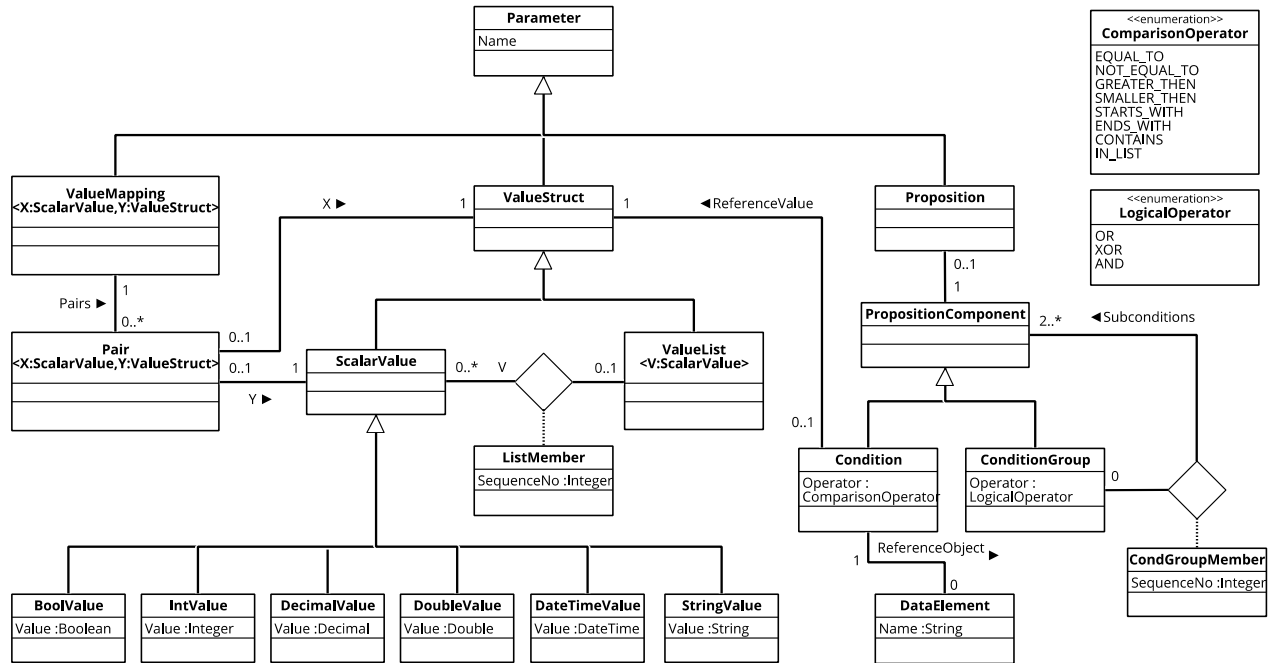 Parameter
Name
<<enumeration>>
ComparisonOperator
EQUAL_TO
NOT_EQUAL_TO
GREATER_THEN
SMALLER_THEN
STARTS_WITH
ENDS_WITH
CONTAINS
IN_LIST
ValueMapping
<X:ScalarValue,Y:ValueStruct>
X ►
1
ValueStruct
1
◄ReferenceValue
Proposition
<<enumeration>>
LogicalOperator
OR
XOR
AND
0..1
1
Pairs ►
1
0..*
PropositionComponent
2..*
◄Subconditions
Pair
<X:ScalarValue,Y:ValueStruct>
0..1
0..1
Y ►
1
ScalarValue
0..*
V
0..1
ValueList
<V:ScalarValue>
0..1
ListMember
SequenceNo :Integer
Condition
Operator :
ComparisonOperator
ConditionGroup
Operator :
LogicalOperator
0
1
ReferenceObject ►
0
CondGroupMember
SequenceNo :Integer
BoolValue
Value :Boolean
IntValue
Value :Integer
DecimalValue
Value :Decimal
DoubleValue
Value :Double
DateTimeValue
Value :DateTime
StringValue
Value :String
DataElement
Name :String